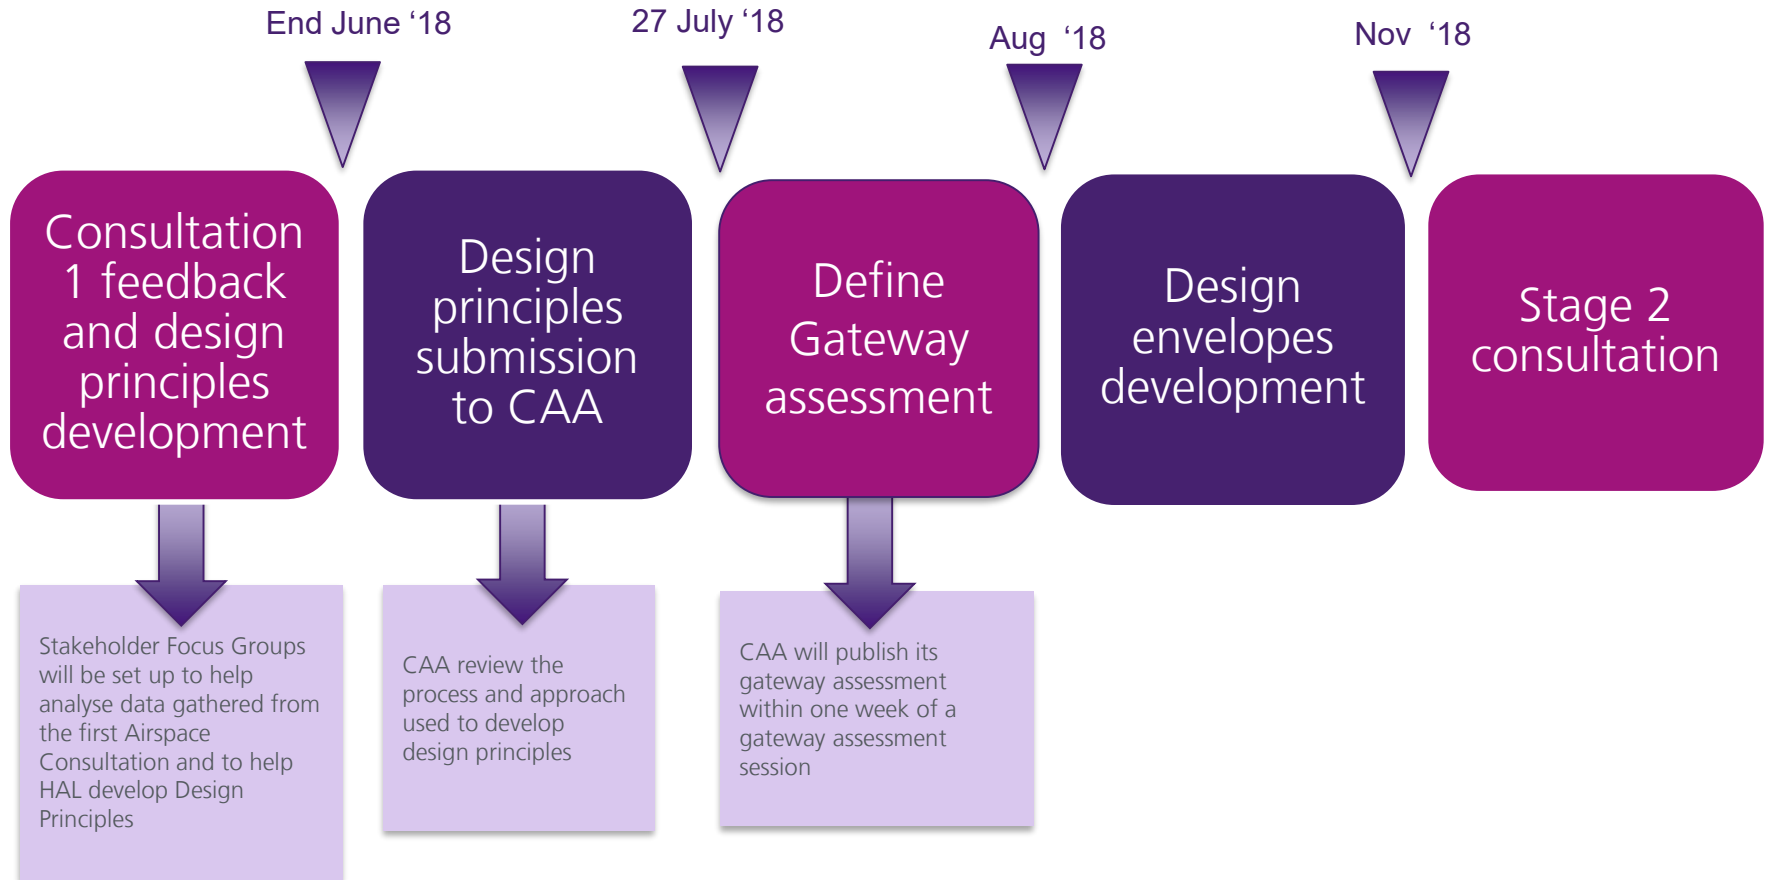 End June ‘18
27 July ‘18
Aug ‘18
Nov ‘18
Consultation
1 feedback
and design
principles
development
Design
principles
submission
to CAA
Define
Gateway
assessment
Design
envelopes
development
Stage 2
consultation
Stakeholder Focus Groups
will be set up to help
analyse data gathered from
the first Airspace
Consultation and to help
HAL develop Design
Principles
CAA review the
process and approach
used to develop
design principles
CAA will publish its
gateway assessment
within one week of a
gateway assessment
session